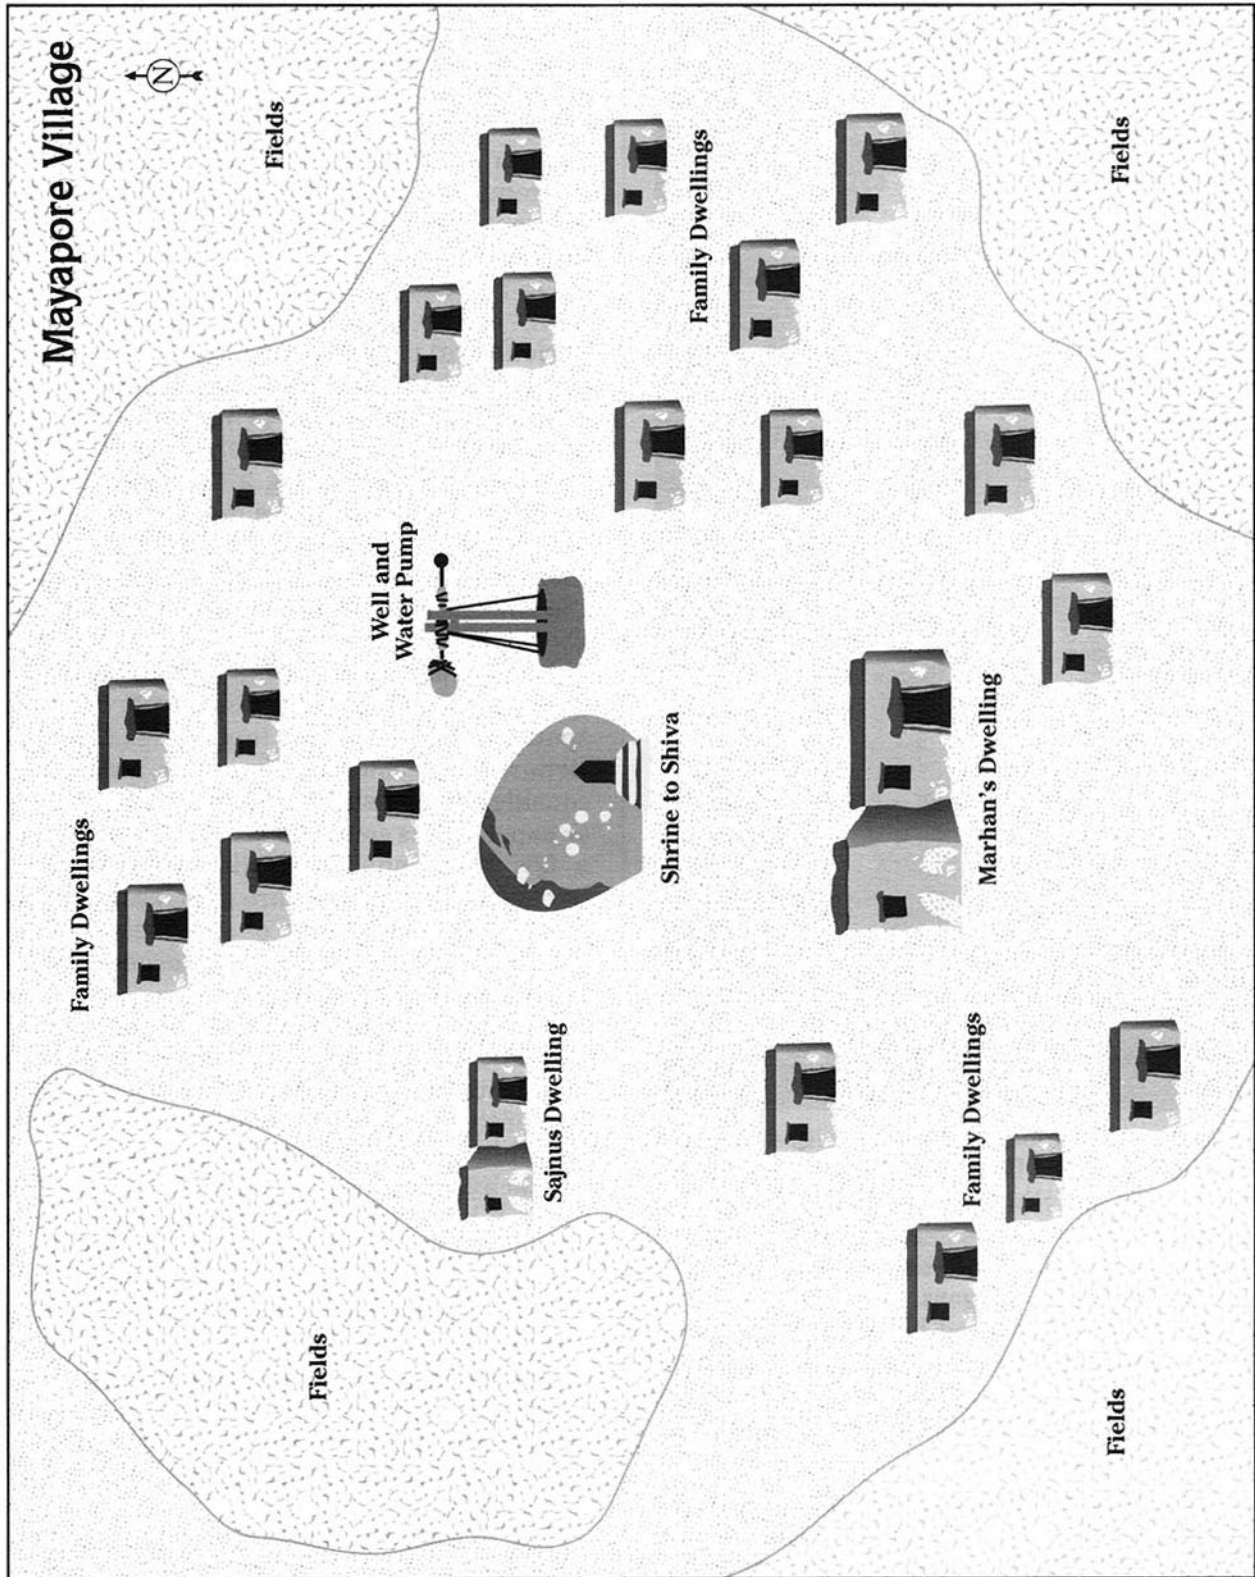 Mayapore Village
Family Dwellings
N
Fields
Fields
Well and
Water Pump
Sajnus Dwelling
Shrine to Shiva
Family Dwellings
Family Dwellings
Marhan's Dwelling
Fields
Fields